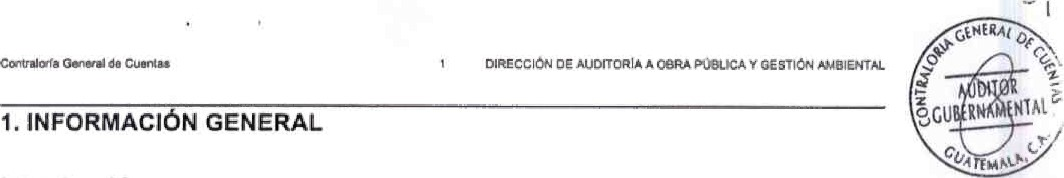 Contraloría General de Cuentas 1 DIRECCIÓN DE AUDITORÍA A OBRA PÚBLICA Y GESTIÓN AMBIENTAL
CONTRALORIA GENERAL DE CUENTAS
AUDITOR
GUBERNAMENTAL
GUATEMALA, C.A.
1. INFORMACIÓN GENERAL